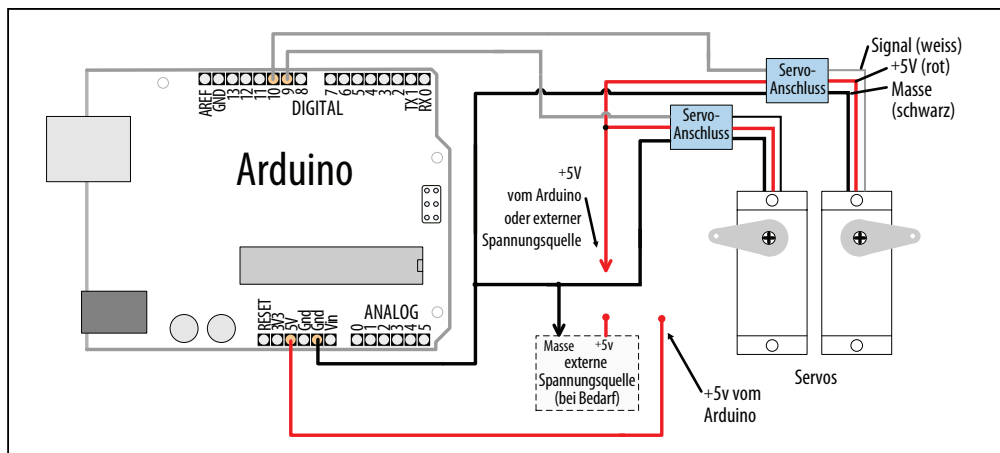 Signal (weiss)
+5V (rot)
Masse
(schwarz)
Servo-
Anschluss
Servo-
Anschluss
AREF
GND
13
12
11
10
9
8
7
6
5
4
3
2
TX 1
RX 0
DIGITAL
Arduino
+5V
vom Arduino
oder externer
Spannungsquelle
RESET
3V3
5V
Gnd
Gnd
Vin
ANALOG
0
1
2
3
4
5
Masse +5v
externe
Spannungsquelle
(bei Bedarf)
+5v vom
Arduino
Servos